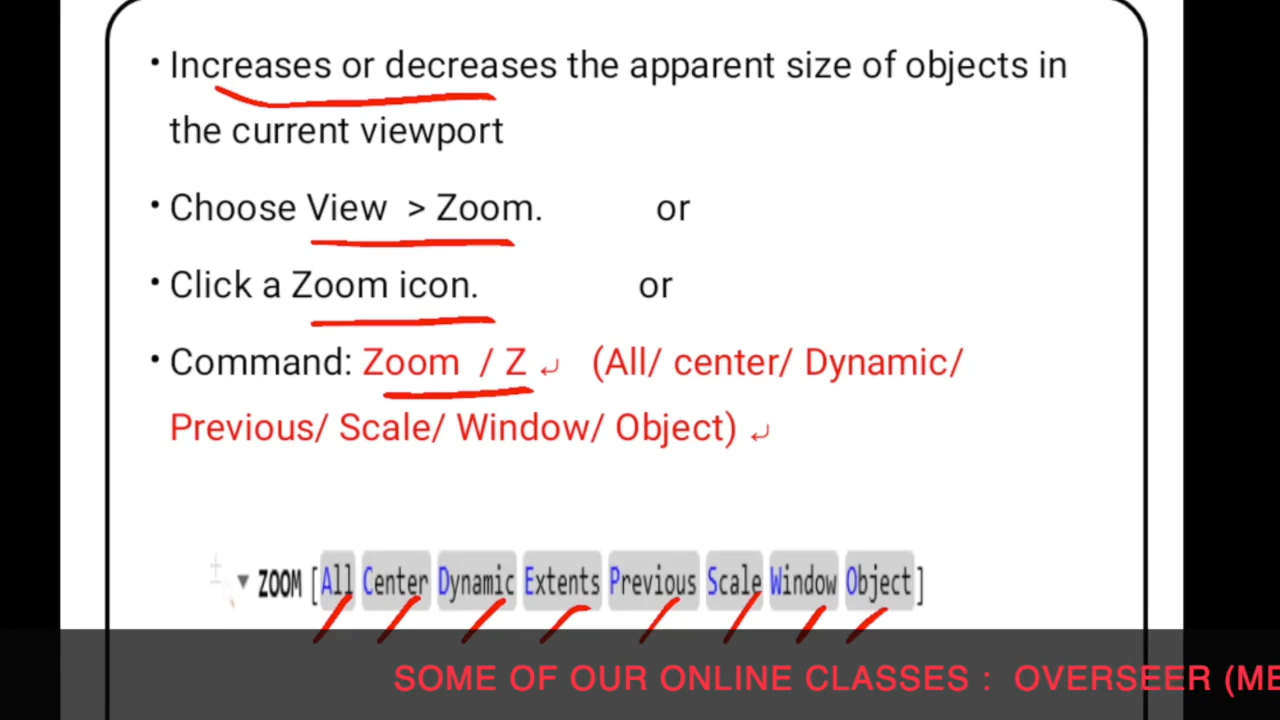 • Increases or decreases the apparent size of objects in
the current viewport
• Choose View > Zoom. or
• Click a Zoom icon. or
• Command: Zoom / Z ↵ (All/ center/ Dynamic/
Previous/ Scale/ Window/ Object) ↵
▼ ZOOM [All Center Dynamic Extents Previous Scale Window Object]
SOME OF OUR ONLINE CLASSES : OVERSEER (ME